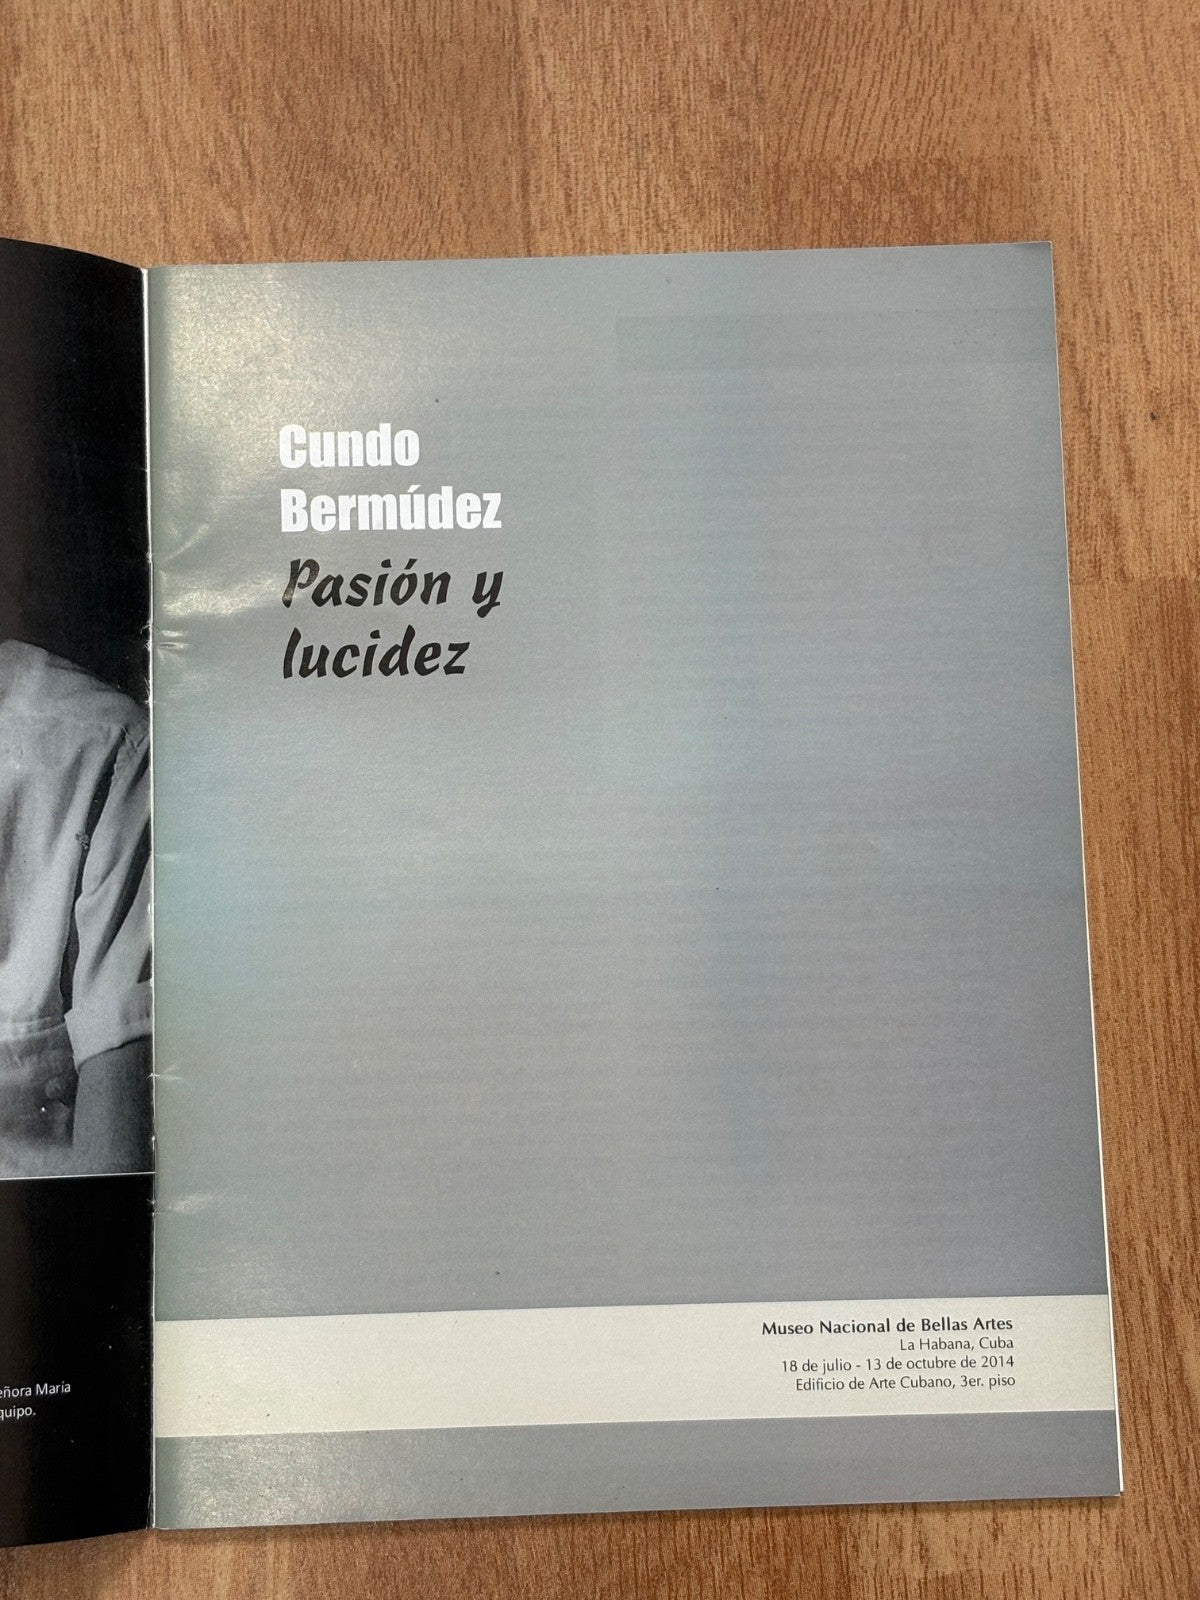 Cundo
Bermúdez
Pasión y
lucidez
Museo Nacional de Bellas Artes
La Habana, Cuba
18 de julio - 13 de octubre de 2014
Edificio de Arte Cubano, 3er. piso
María